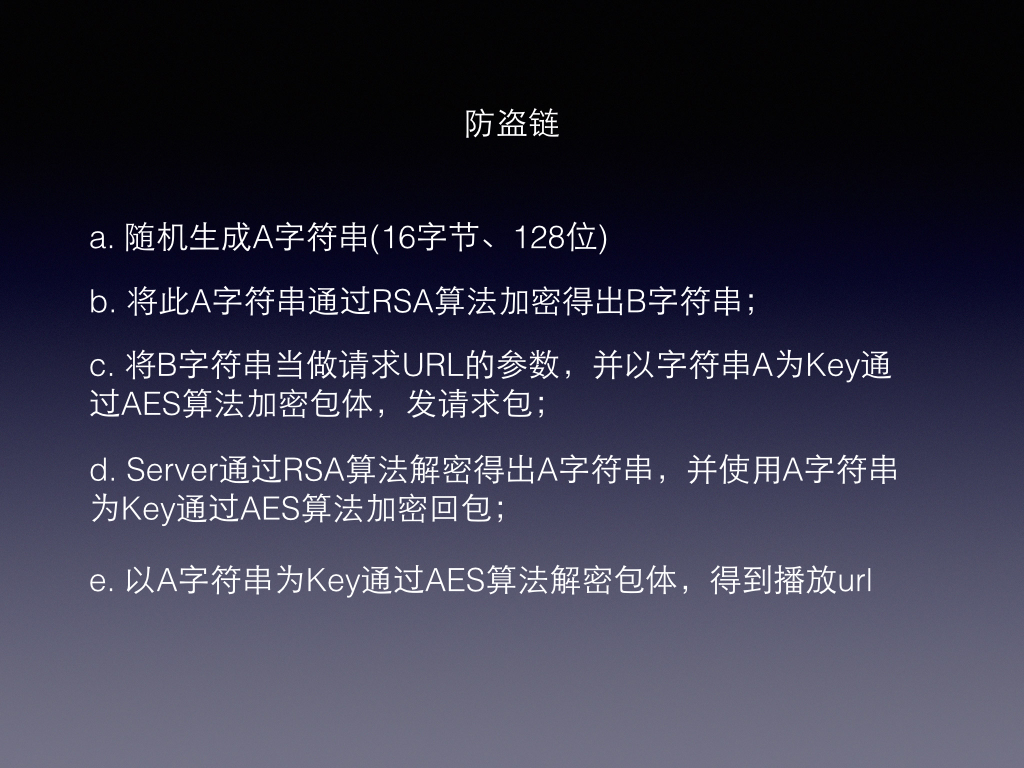 防盗链
a. 随机生成A字符串(16字节、128位)
b. 将此A字符串通过RSA算法加密得出B字符串；
c. 将B字符串当做请求URL的参数，并以字符串A为Key通
过AES算法加密包体，发请求包；
d. Server通过RSA算法解密得出A字符串，并使用A字符串
为Key通过AES算法加密回包；
e. 以A字符串为Key通过AES算法解密包体，得到播放url